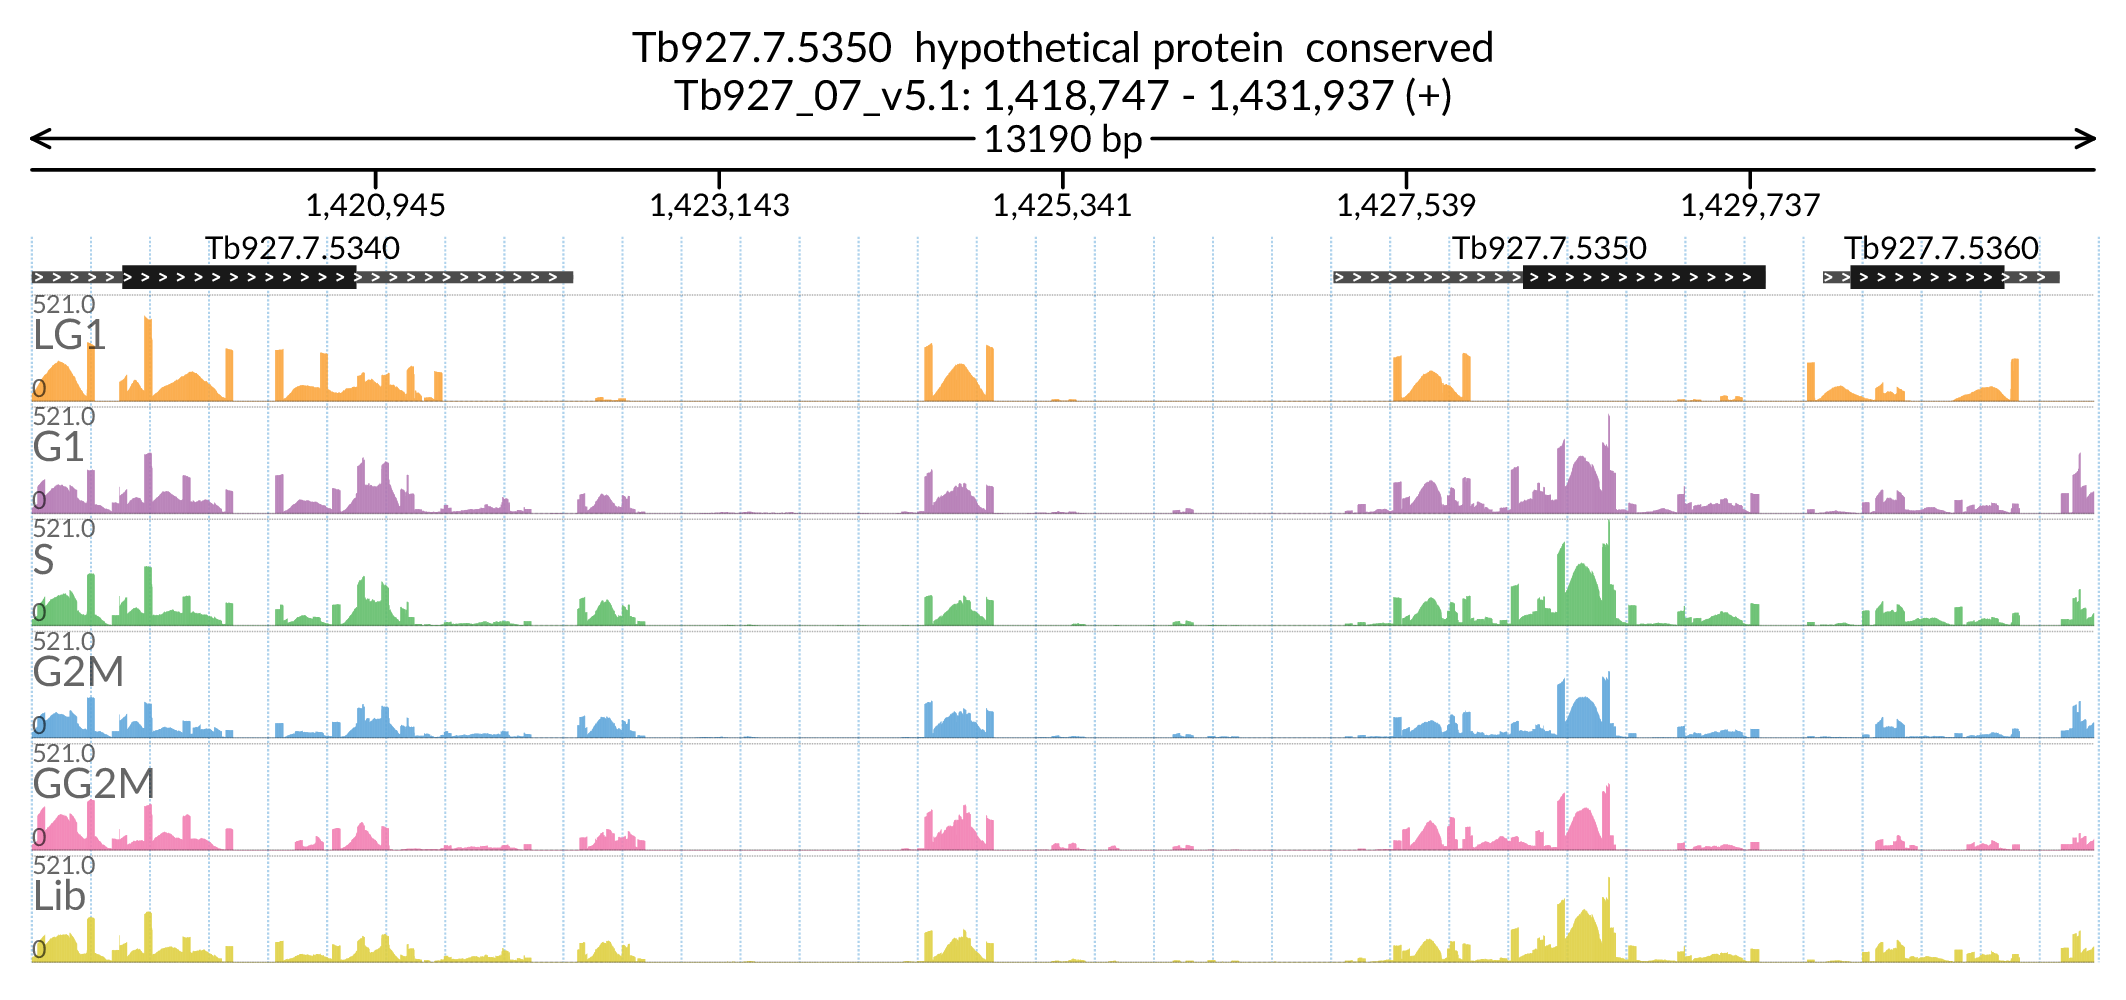 Tb927.7.5350 hypothetical protein conserved
Tb927_07_v5.1: 1,418,747 - 1,431,937 (+)
13190 bp
1,420,945 1,423,143 1,425,341 1,427,539 1,429,737
Tb927.7.5340 Tb927.7.5350 Tb927.7.5360
521.0
LG1
0
521.0
G1
0
521.0
S
0
521.0
G2M
0
521.0
GG2M
0
521.0
Lib
0